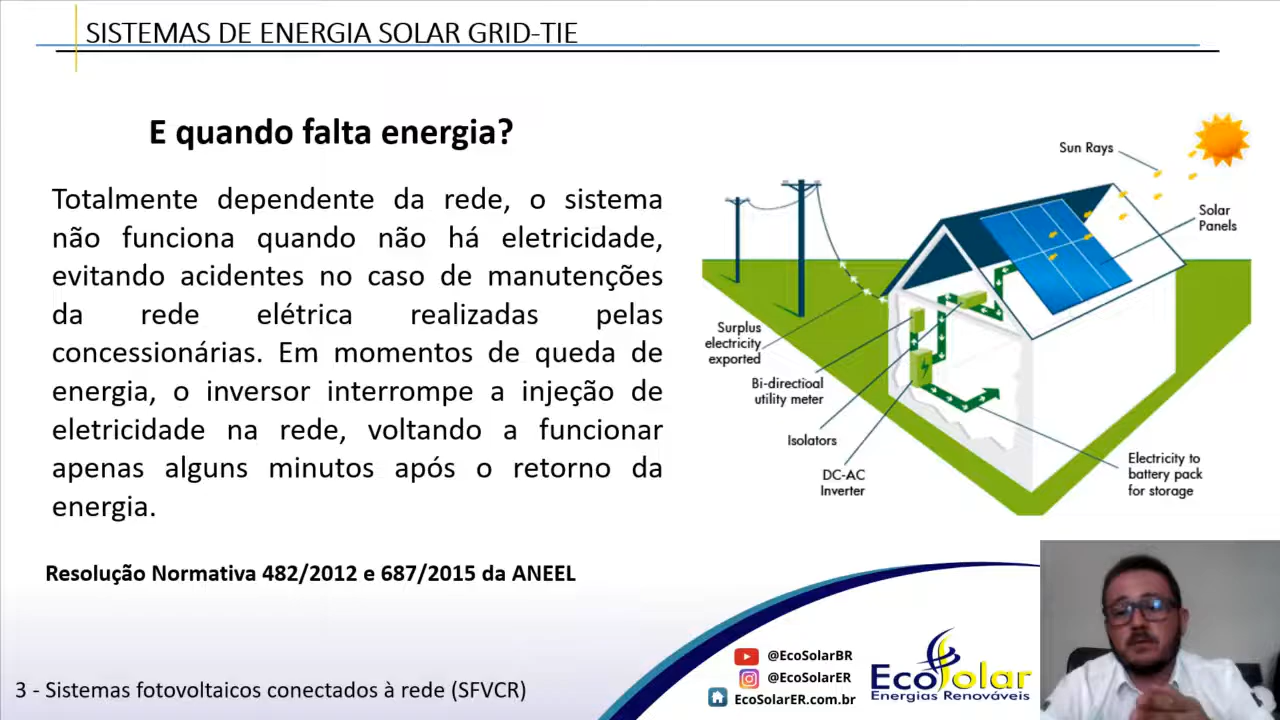 SISTEMAS DE ENERGIA SOLAR GRID-TIE
E quando falta energia?
Totalmente dependente da rede, o sistema
não funciona quando não há eletricidade,
evitando acidentes no caso de manutenções
da rede elétrica realizadas pelas
concessionárias. Em momentos de queda de
energia, o inversor interrompe a injeção de
eletricidade na rede, voltando a funcionar
apenas alguns minutos após o retorno da
energia.
Resolução Normativa 482/2012 e 687/2015 da ANEEL
Sun Rays
Solar
Panels
Surplus
electricity
exported
Bi-directioal
utility meter
Isolators
DC-AC
Inverter
Electricity to
battery pack
for storage
@EcoSolarBR
@EcoSolarER
EcoSolarER.com.br
EcoSolar
Energias Renováveis
3 - Sistemas fotovoltaicos conectados à rede (SFVCR)